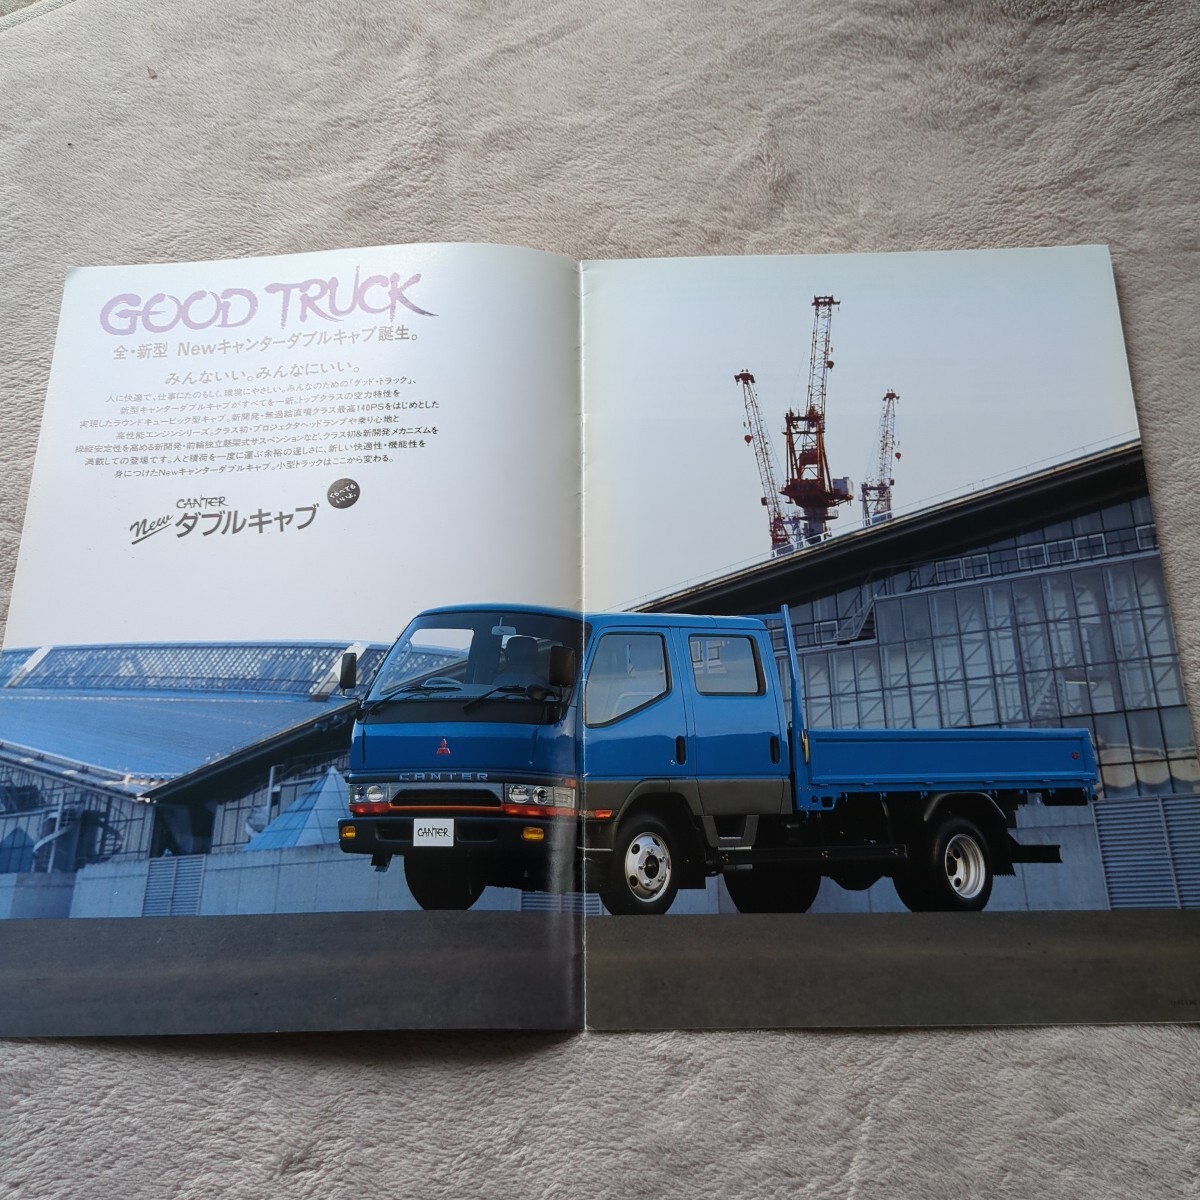 GOOD TRUCK
全・新型 Newキャンターダブルキャブ誕生。
みんないい。みんなにいい。
人に快適で、仕事にたのもしく、環境にやさしい。みんなのための「グッド・トラック」、
新型キャンターダブルキャブがすべてを一新。トップクラスの空力特性を
実現したラウンドキュービック型キャブ。新開発・無過給直噴クラス最高140PSをはじめとした
高性能エンジンシリーズ。クラス初・プロジェクタヘッドランプや乗り心地と
操縦安定性を高める新開発・前輪独立懸架式サスペンションなど、クラス初&新開発メカニズムを
満載しての登場です。人と積荷を一度に運ぶ余裕の逞しさに、新しい快適性・機能性を
身につけたNewキャンターダブルキャブ。小型トラックはここから変わる。
CANTER
New ダブルキャブ
くらべても
いいよ。
CANTER
CANTER